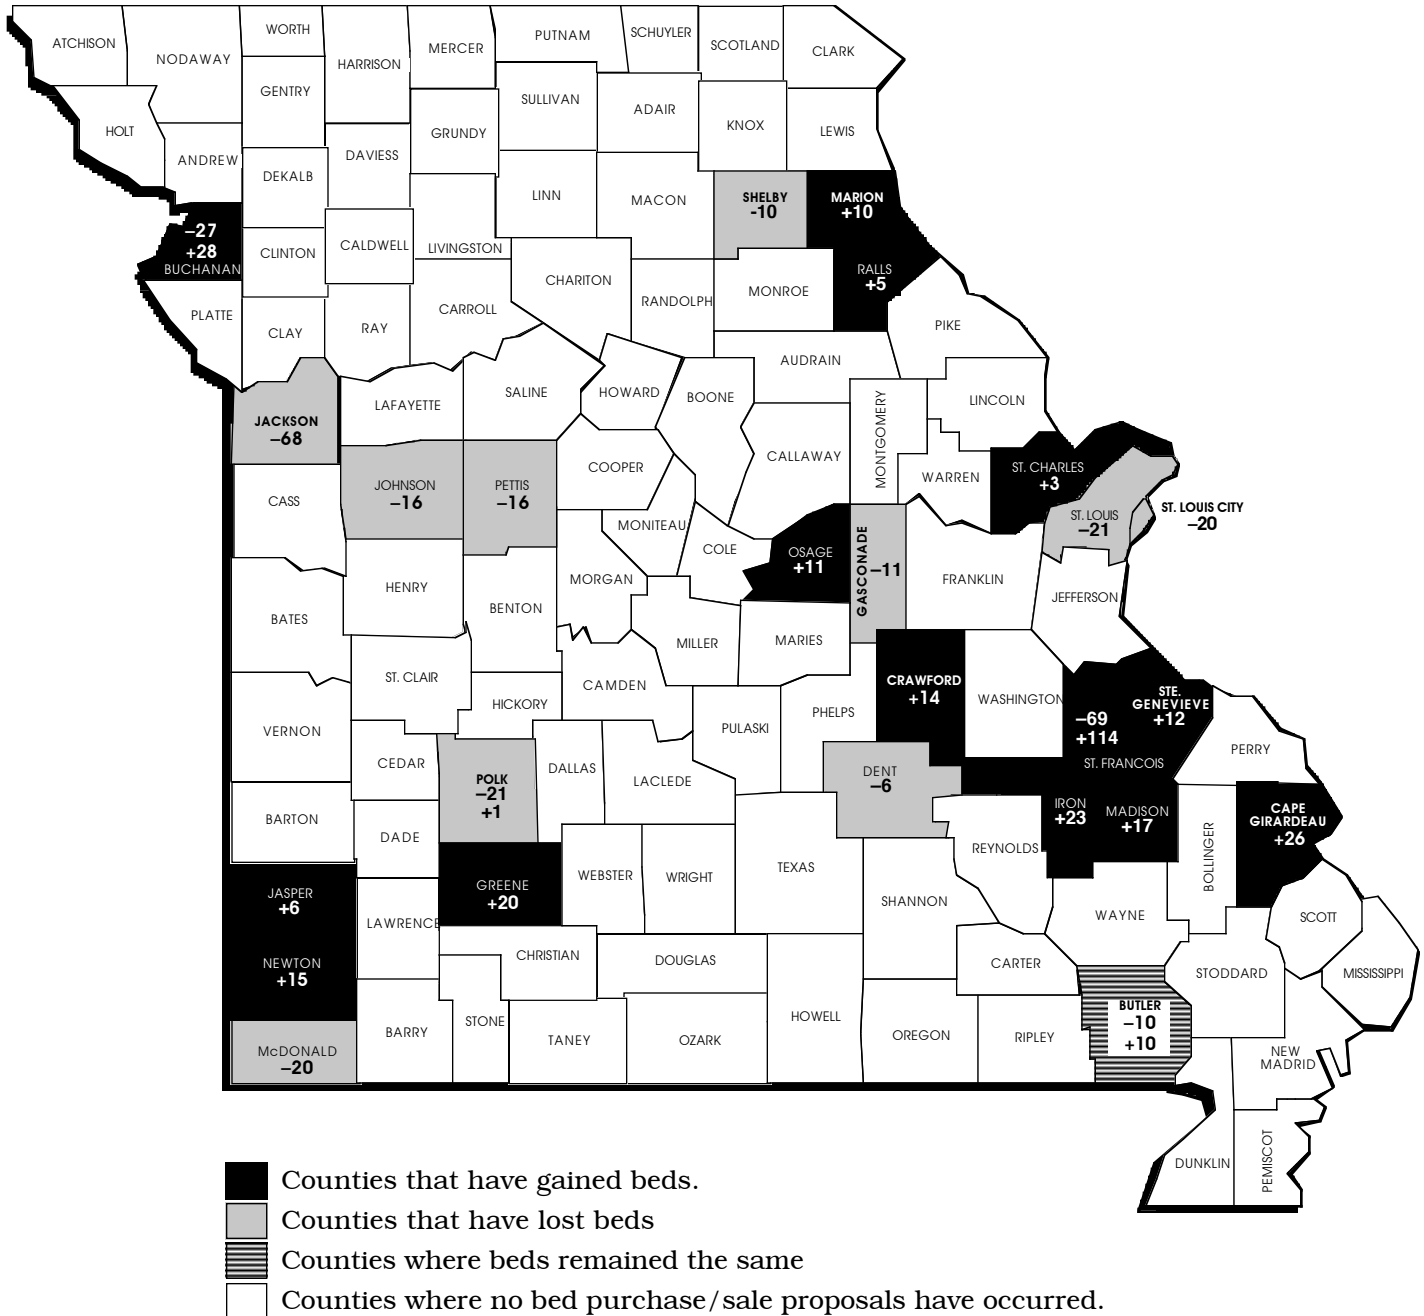 ATCHISON
NODAWAY
WORTH
HARRISON
MERCER
PUTNAM
SCHUYLER
SCOTLAND
CLARK
GENTRY
SULLIVAN
ADAIR
KNOX
LEWIS
HOLT
ANDREW
DEKALB
DAVIESS
GRUNDY
LINN
MACON
SHELBY
-10
MARION
+10
–27
+28
BUCHANAN
CLINTON
CALDWELL
LIVINGSTON
CHARITON
RANDOLPH
MONROE
RALLS
+5
PLATTE
CLAY
RAY
CARROLL
PIKE
AUDRAIN
JACKSON
–68
LAFAYETTE
SALINE
HOWARD
BOONE
CALLAWAY
MONTGOMERY
LINCOLN
WARREN
ST. CHARLES
+3
ST. LOUIS
–21
ST. LOUIS CITY
–20
CASS
JOHNSON
–16
PETTIS
–16
COOPER
MONITEAU
COLE
OSAGE
+11
GASCONADE
–11
FRANKLIN
JEFFERSON
BATES
HENRY
BENTON
MORGAN
MILLER
MARIES
ST. CLAIR
HICKORY
CAMDEN
PULASKI
PHELPS
CRAWFORD
+14
WASHINGTON
–69
+114
ST. FRANCOIS
STE.
GENEVIEVE
+12
PERRY
VERNON
CEDAR
POLK
–21
+1
DALLAS
LACLEDE
DENT
–6
IRON
+23
MADISON
+17
CAPE
GIRARDEAU
+26
BARTON
DADE
GREENE
+20
WEBSTER
WRIGHT
TEXAS
SHANNON
REYNOLDS
WAYNE
BOLLINGER
SCOTT
JASPER
+6
NEWTON
+15
LAWRENCE
CHRISTIAN
DOUGLAS
CARTER
STODDARD
MISSISSIPPI
McDONALD
–20
BARRY
STONE
TANEY
OZARK
HOWELL
OREGON
RIPLEY
BUTLER
–10
+10
NEW
MADRID
DUNKLIN
PEMISCOT
Counties that have gained beds.
Counties that have lost beds
Counties where beds remained the same
Counties where no bed purchase/sale proposals have occurred.